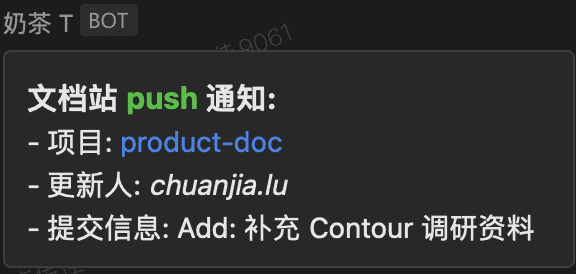 奶茶 T BOT
文档站 push 通知:
- 项目: product-doc
- 更新人: chuanjia.lu
- 提交信息: Add: 补充 Contour 调研资料